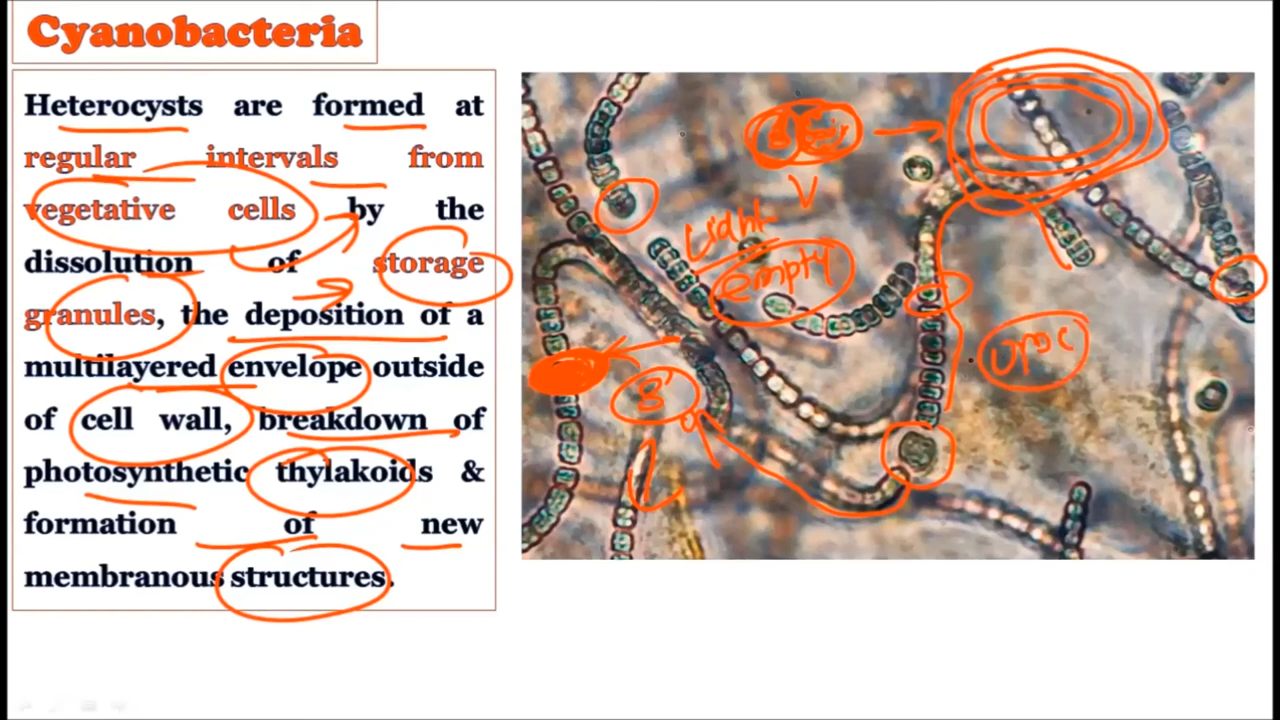 Cyanobacteria
Heterocysts are formed at
regular intervals from
vegetative cells by the
dissolution of storage
granules, the deposition of a
multilayered envelope outside
of cell wall, breakdown of
photosynthetic thylakoids &
formation of new
membranous structures.
empty